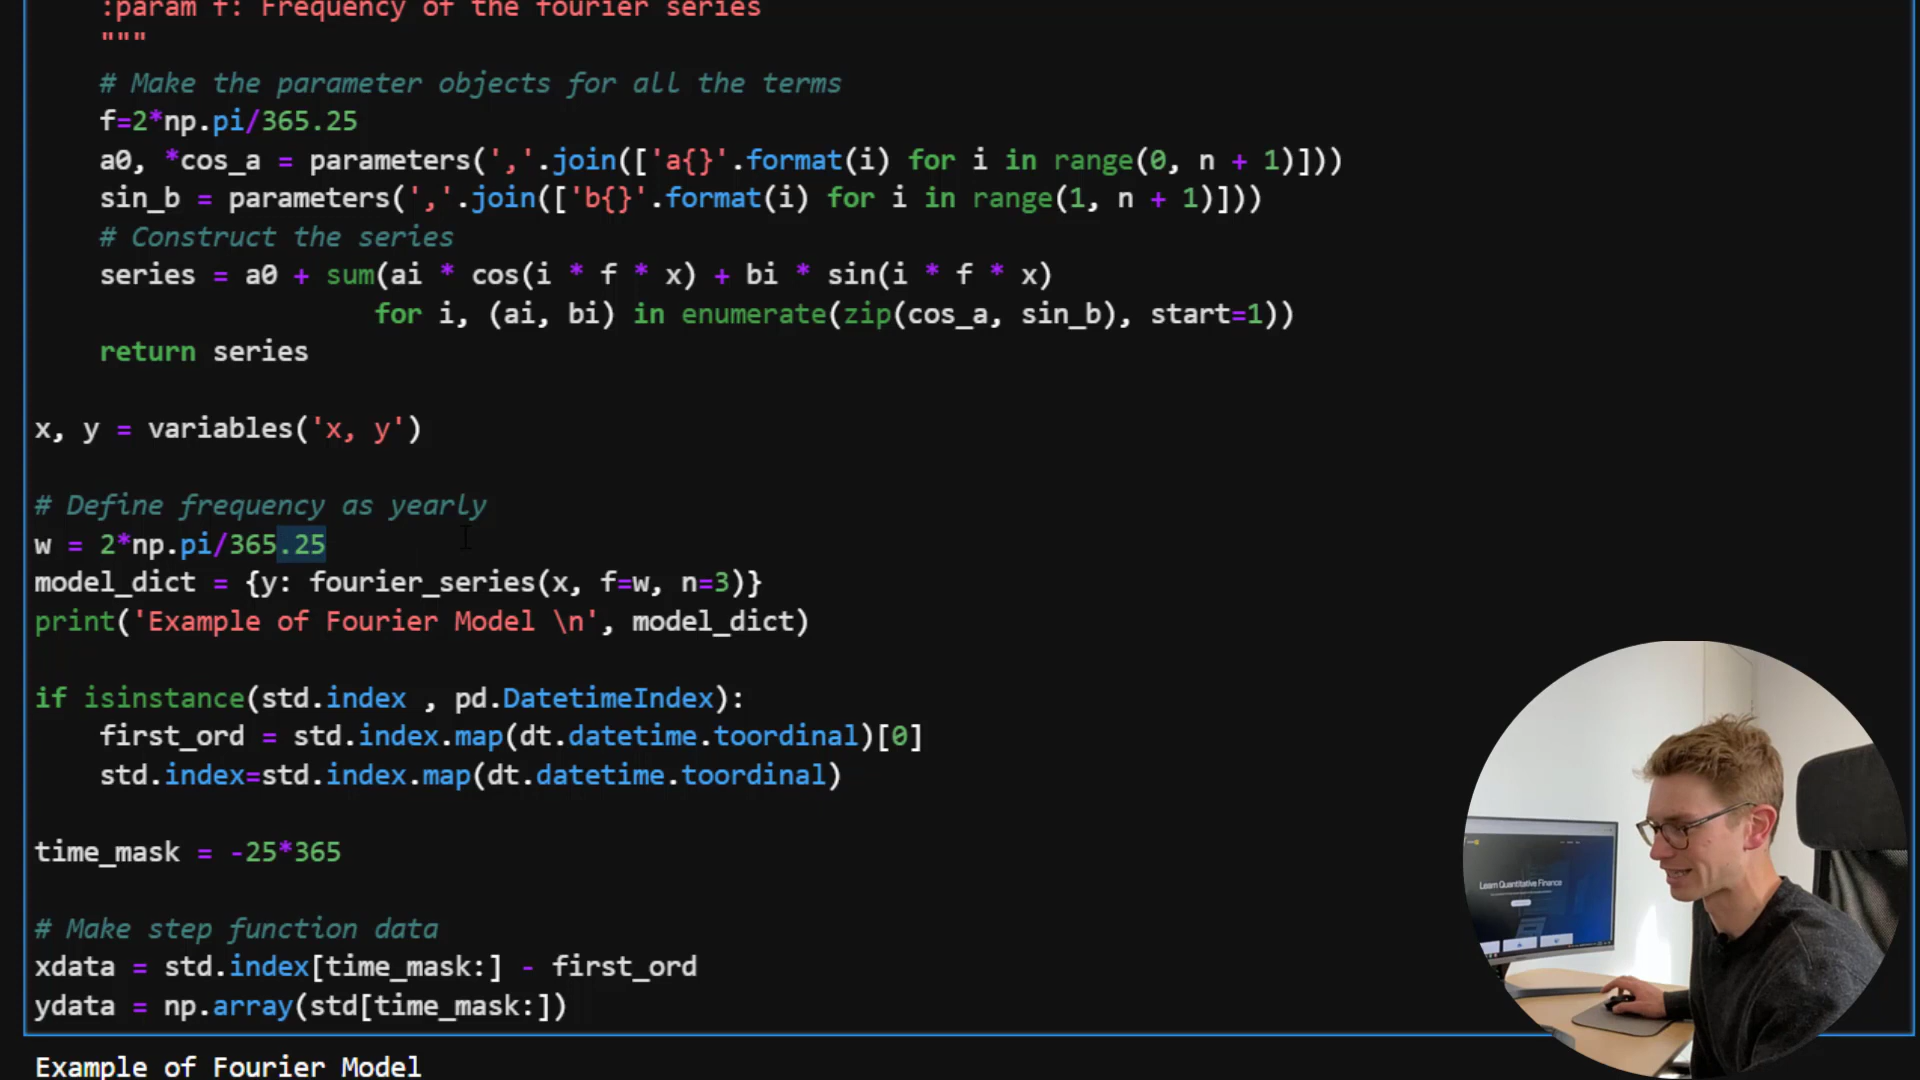 :param f: Frequency of the fourier series
"""
# Make the parameter objects for all the terms
f=2*np.pi/365.25
a0, *cos_a = parameters(','.join(['a{}'.format(i) for i in range(0, n + 1)]))
sin_b = parameters(','.join(['b{}'.format(i) for i in range(1, n + 1)]))
# Construct the series
series = a0 + sum(ai * cos(i * f * x) + bi * sin(i * f * x)
for i, (ai, bi) in enumerate(zip(cos_a, sin_b), start=1))
return series
x, y = variables('x, y')
# Define frequency as yearly
w = 2*np.pi/365.25
model_dict = {y: fourier_series(x, f=w, n=3)}
print('Example of Fourier Model \n', model_dict)
if isinstance(std.index , pd.DatetimeIndex):
first_ord = std.index.map(dt.datetime.toordinal)[0]
std.index=std.index.map(dt.datetime.toordinal)
time_mask = -25*365
# Make step function data
xdata = std.index[time_mask:] - first_ord
ydata = np.array(std[time_mask:])
Example of Fourier Model
Learn Quantitative Finance